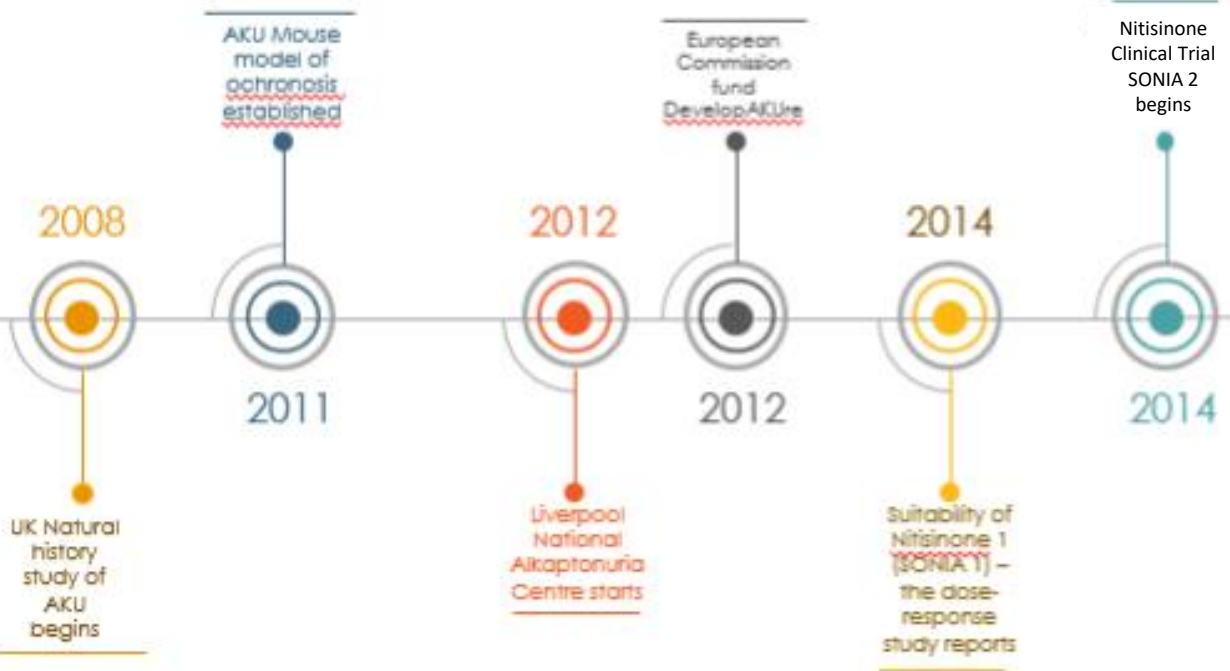 2008
UK Natural
history
study of
AKU
begins
AKU Mouse
model of
ochronosis
established
2011
2012
Liverpool
National
Alkaptonuria
Centre starts
European
Commission
fund
DevelopAKUre
2012
2014
Suitability of
Nitisinone 1
(SONIA 1) –
the dose-
response
study reports
Nitisinone
Clinical Trial
SONIA 2
begins
2014